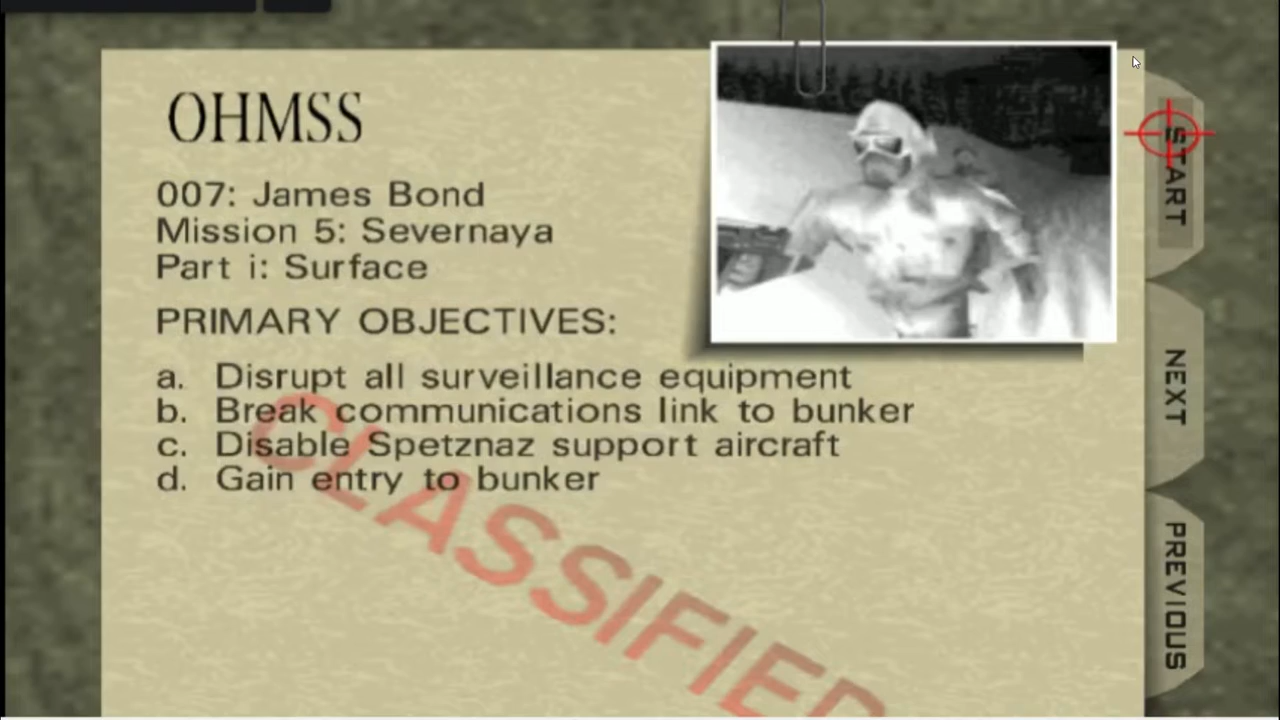 OHMSS
007: James Bond
Mission 5: Severnaya
Part i: Surface
PRIMARY OBJECTIVES:
a. Disrupt all surveillance equipment
b. Break communications link to bunker
c. Disable Spetznaz support aircraft
d. Gain entry to bunker
CLASSIFIED
START
NEXT
PREVIOUS